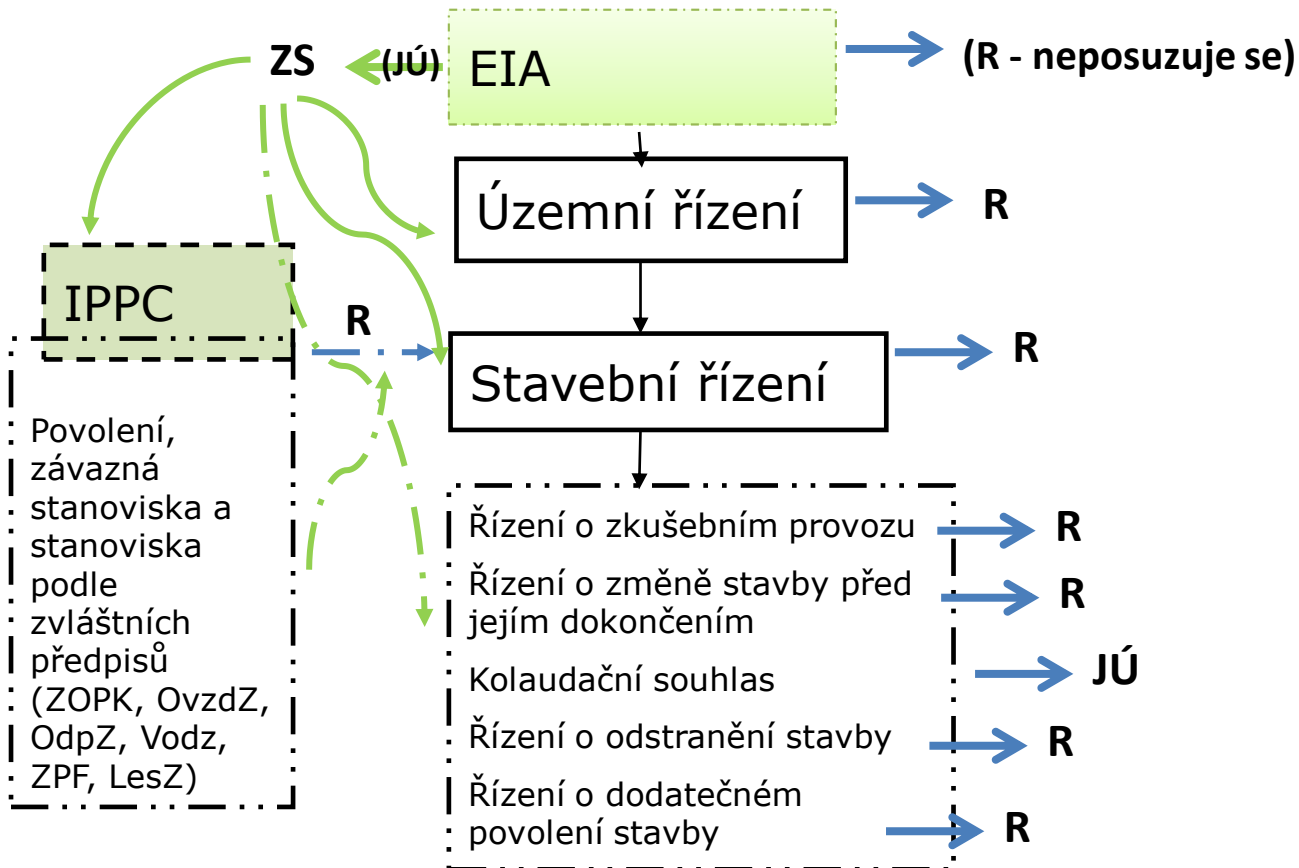 ZS
(JÚ)
EIA
(R - neposuzuje se)
Územní řízení
R
IPPC
R
Stavební řízení
R
Povolení,
závazná
stanoviska a
stanoviska
podle
zvláštních
předpisů
(ZOPK, OvzdZ,
OdpZ, Vodz,
ZPF, LesZ)
Řízení o zkušebním provozu
R
Řízení o změně stavby před
jejím dokončením
R
Kolaudační souhlas
JÚ
Řízení o odstranění stavby
R
Řízení o dodatečném
povolení stavby
R